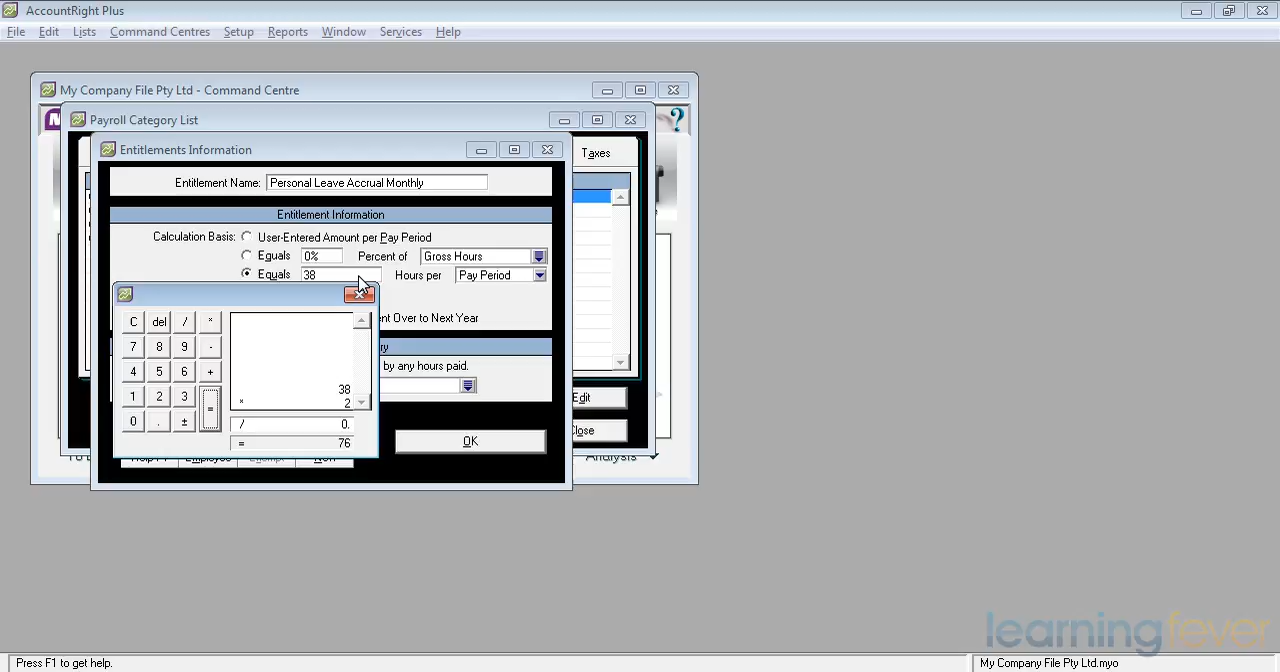 AccountRight Plus
File Edit Lists Command Centres Setup Reports Window Services Help
My Company File Pty Ltd - Command Centre
Payroll Category List
Entitlements Information
Taxes
Entitlement Name: Personal Leave Accrual Monthly
Entitlement Information
Calculation Basis: User-Entered Amount per Pay Period
Equals 0% Percent of Gross Hours
Equals 38 Hours per Pay Period
C del / *
7 8 9 -
4 5 6 +
1 2 3 =
0 . ±
38
* 2
/ 0.
= 76
Over to Next Year
by any hours paid.
Edit
OK
Close
Analysis
learningfever
Press F1 to get help.
My Company File Pty Ltd.myo